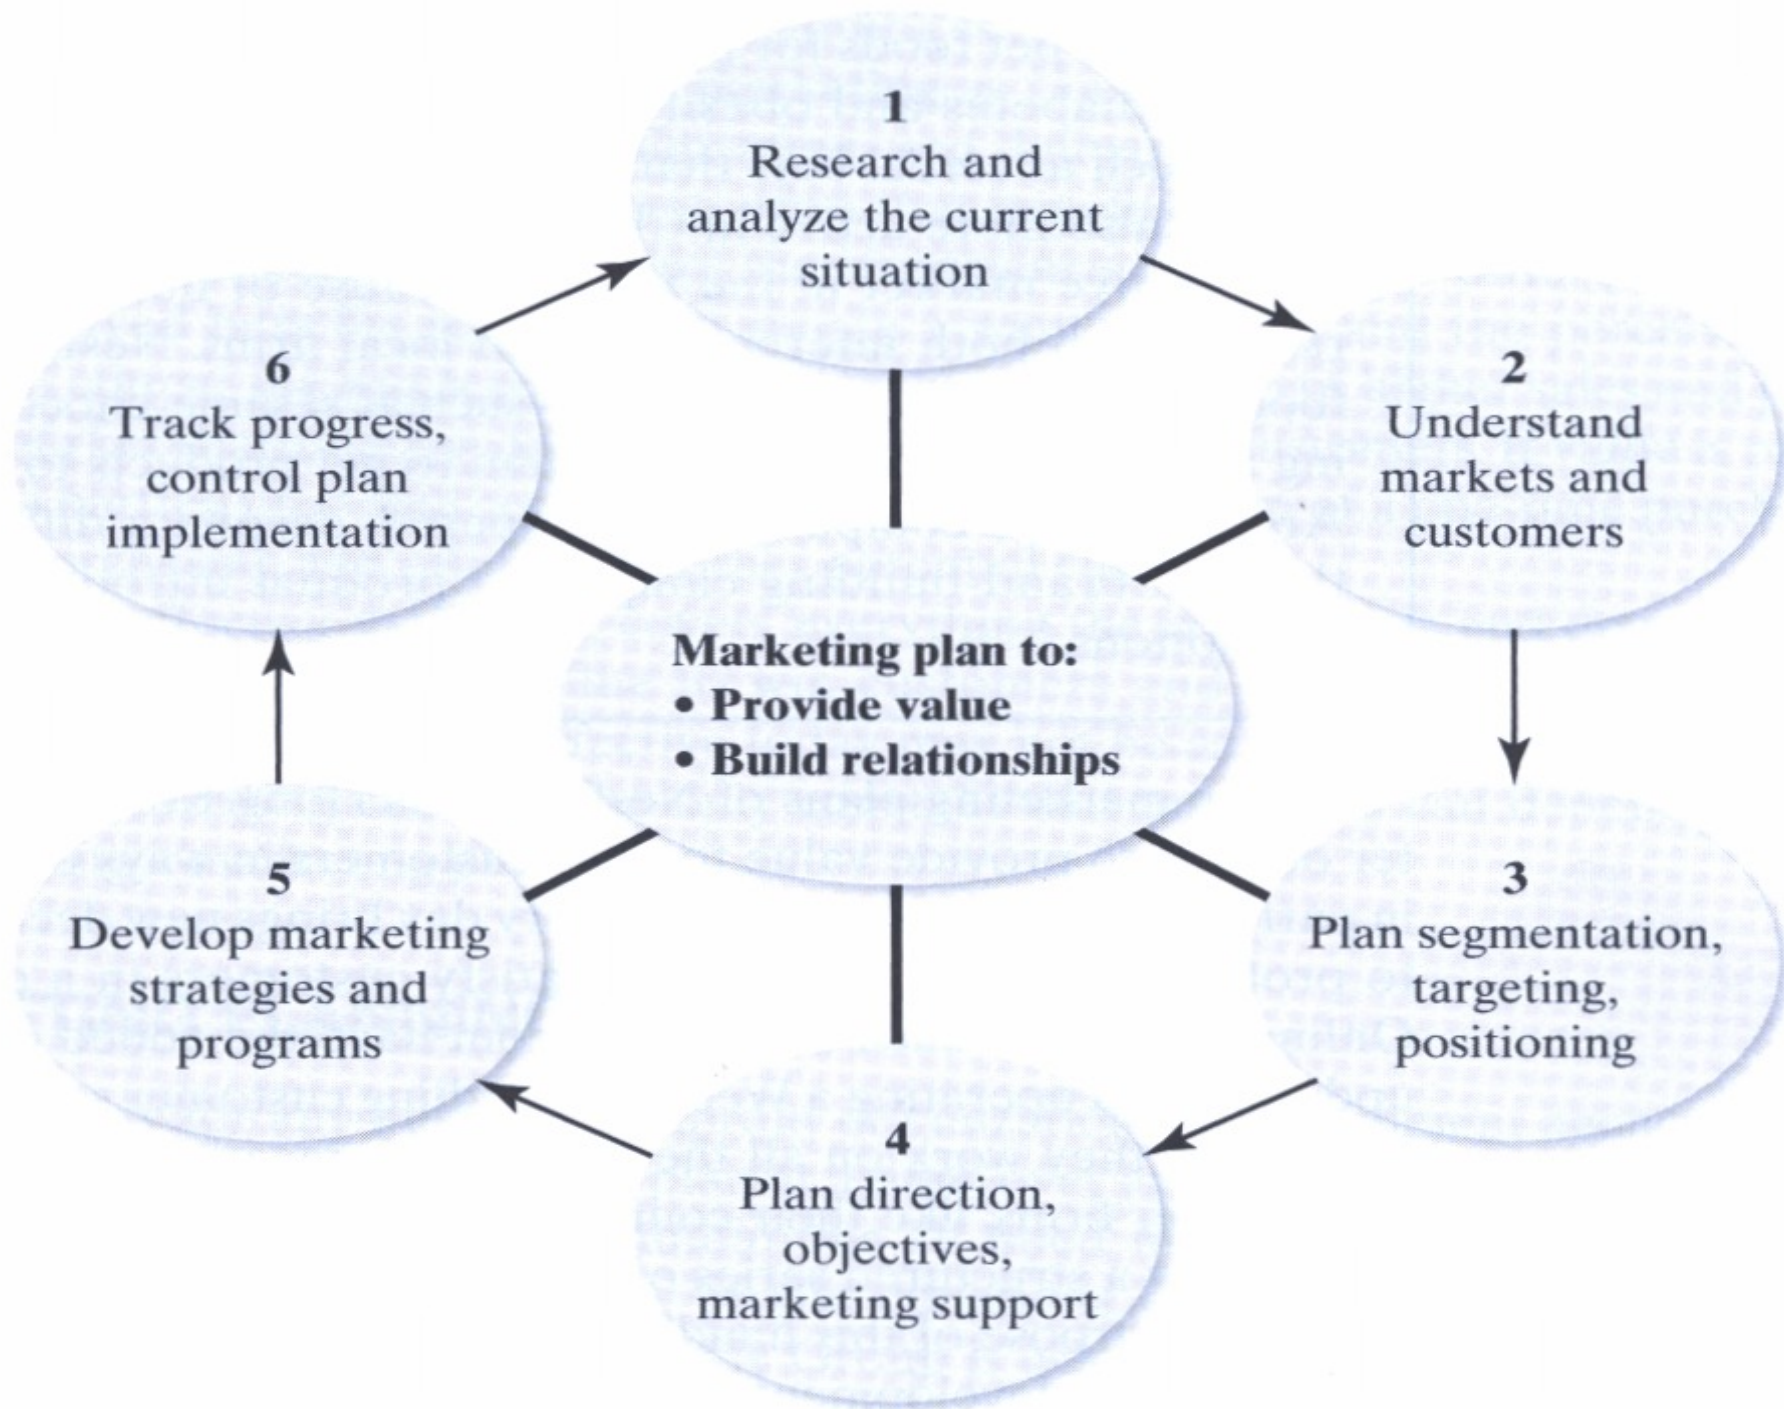 1
Research and
analyze the current
situation
2
Understand
markets and
customers
3
Plan segmentation,
targeting,
positioning
4
Plan direction,
objectives,
marketing support
5
Develop marketing
strategies and
programs
6
Track progress,
control plan
implementation
Marketing plan to:
• Provide value
• Build relationships